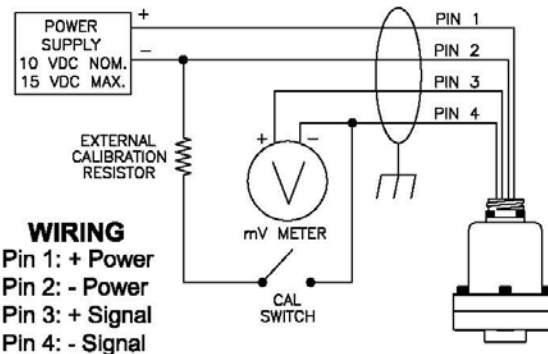 POWER
SUPPLY
10 VDC NOM.
15 VDC MAX.
+
−
PIN 1
PIN 2
PIN 3
PIN 4
EXTERNAL
CALIBRATION
RESISTOR
+
−
V
mV METER
CAL
SWITCH
WIRING
Pin 1: + Power
Pin 2: - Power
Pin 3: + Signal
Pin 4: - Signal